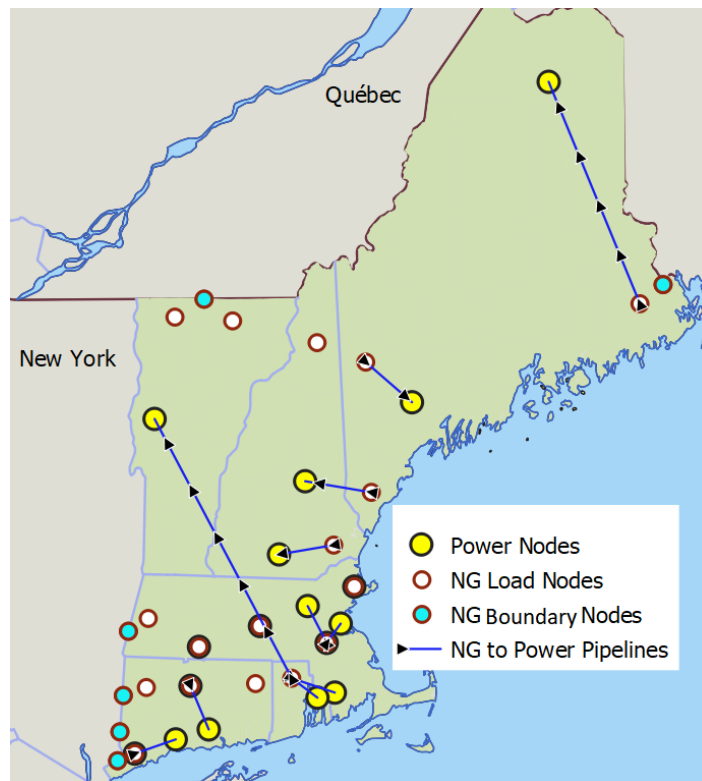 Québec
New York
Power Nodes
NG Load Nodes
NG Boundary Nodes
NG to Power Pipelines